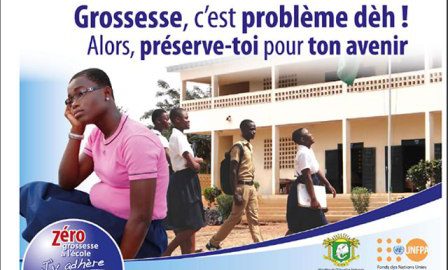 Grossesse, c'est problème dèh !
Alors, préserve-toi pour ton avenir
Zéro
grossesse
à l'école
J'y adhère
UNFPA
Fonds des Nations Unies